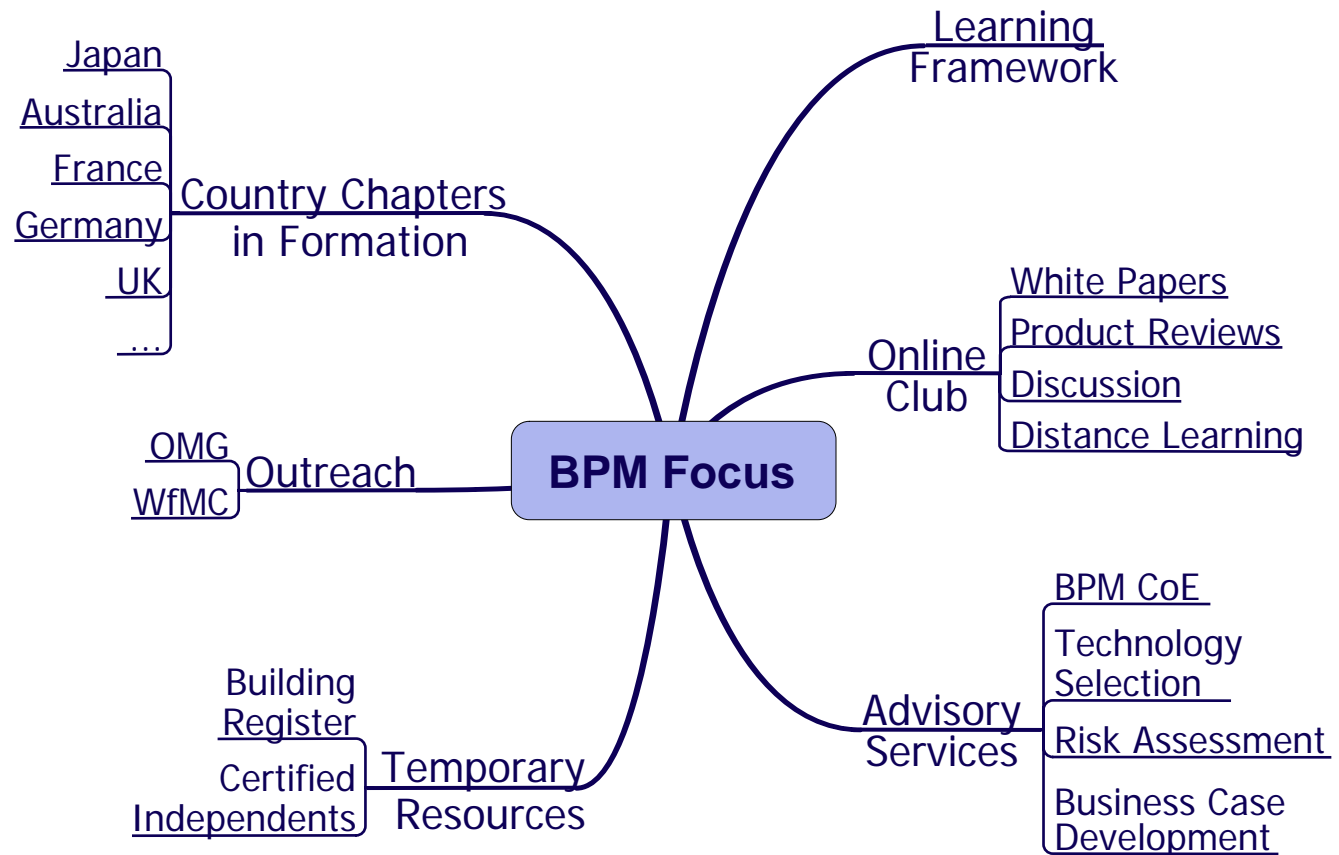 Learning
Framework
Japan
Australia
France
Germany
UK
...
Country Chapters
in Formation
White Papers
Product Reviews
Discussion
Distance Learning
Online
Club
BPM Focus
OMG
WfMC
Outreach
BPM CoE
Technology
Selection
Risk Assessment
Business Case
Development
Advisory
Services
Building
Register
Certified
Independents
Temporary
Resources